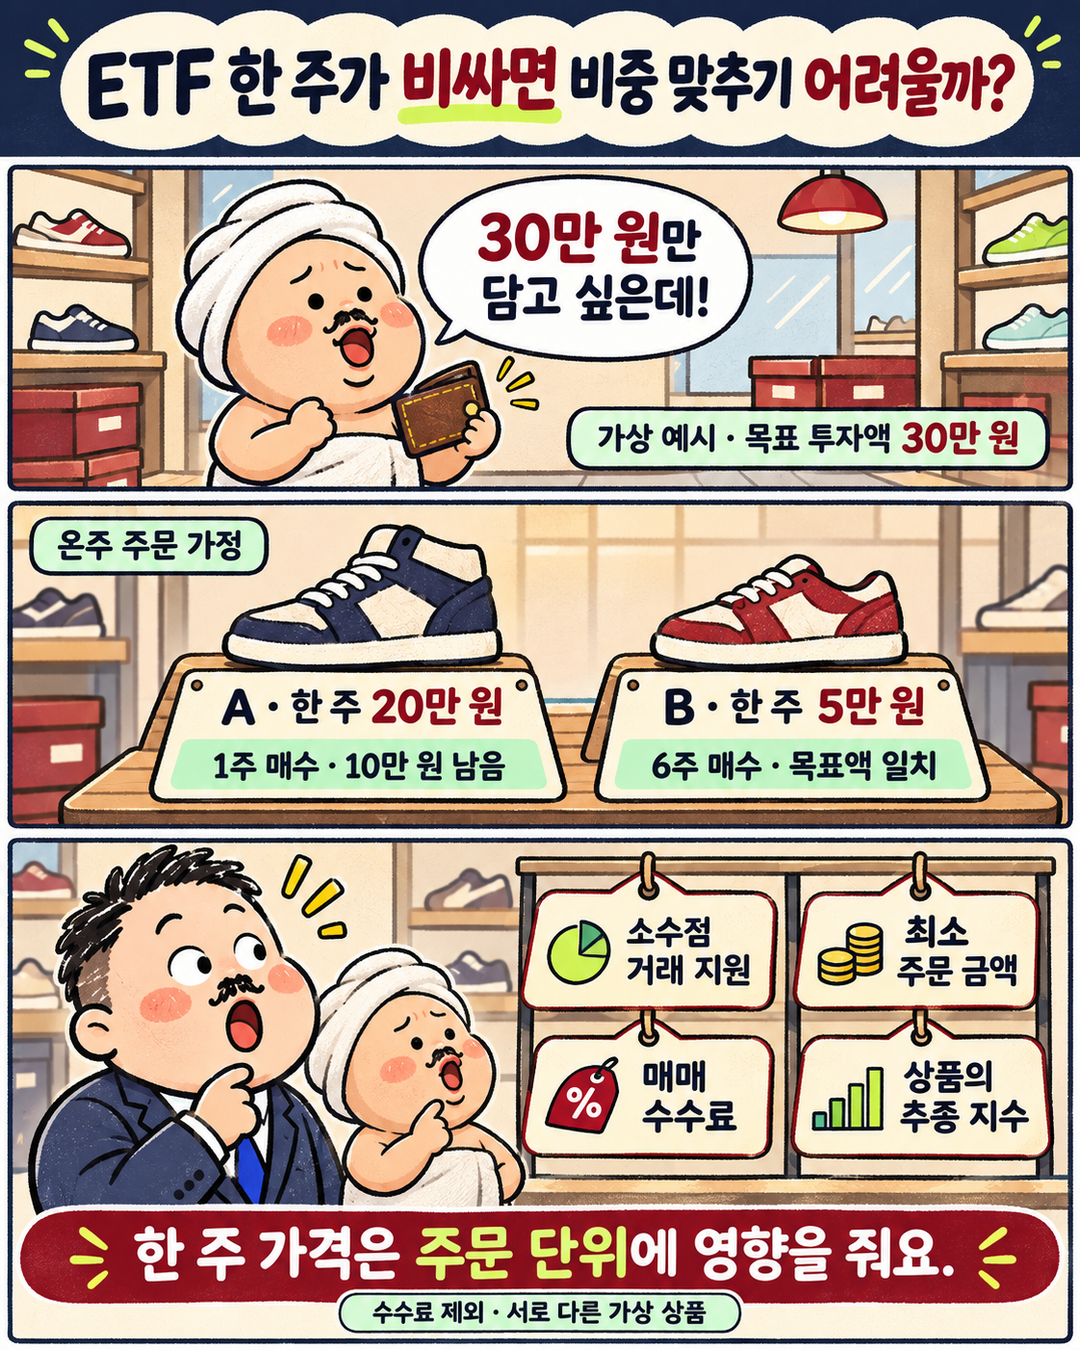 ETF 한 주가 비싸면 비중 맞추기 어려울까?
30만 원만
담고 싶은데!
가상 예시 · 목표 투자액 30만 원
온주 주문 가정
A · 한 주 20만 원
1주 매수 · 10만 원 남음
B · 한 주 5만 원
6주 매수 · 목표액 일치
소수점
거래 지원
최소
주문 금액
%
매매
수수료
상품의
추종 지수
한 주 가격은 주문 단위에 영향을 줘요.
수수료 제외 · 서로 다른 가상 상품